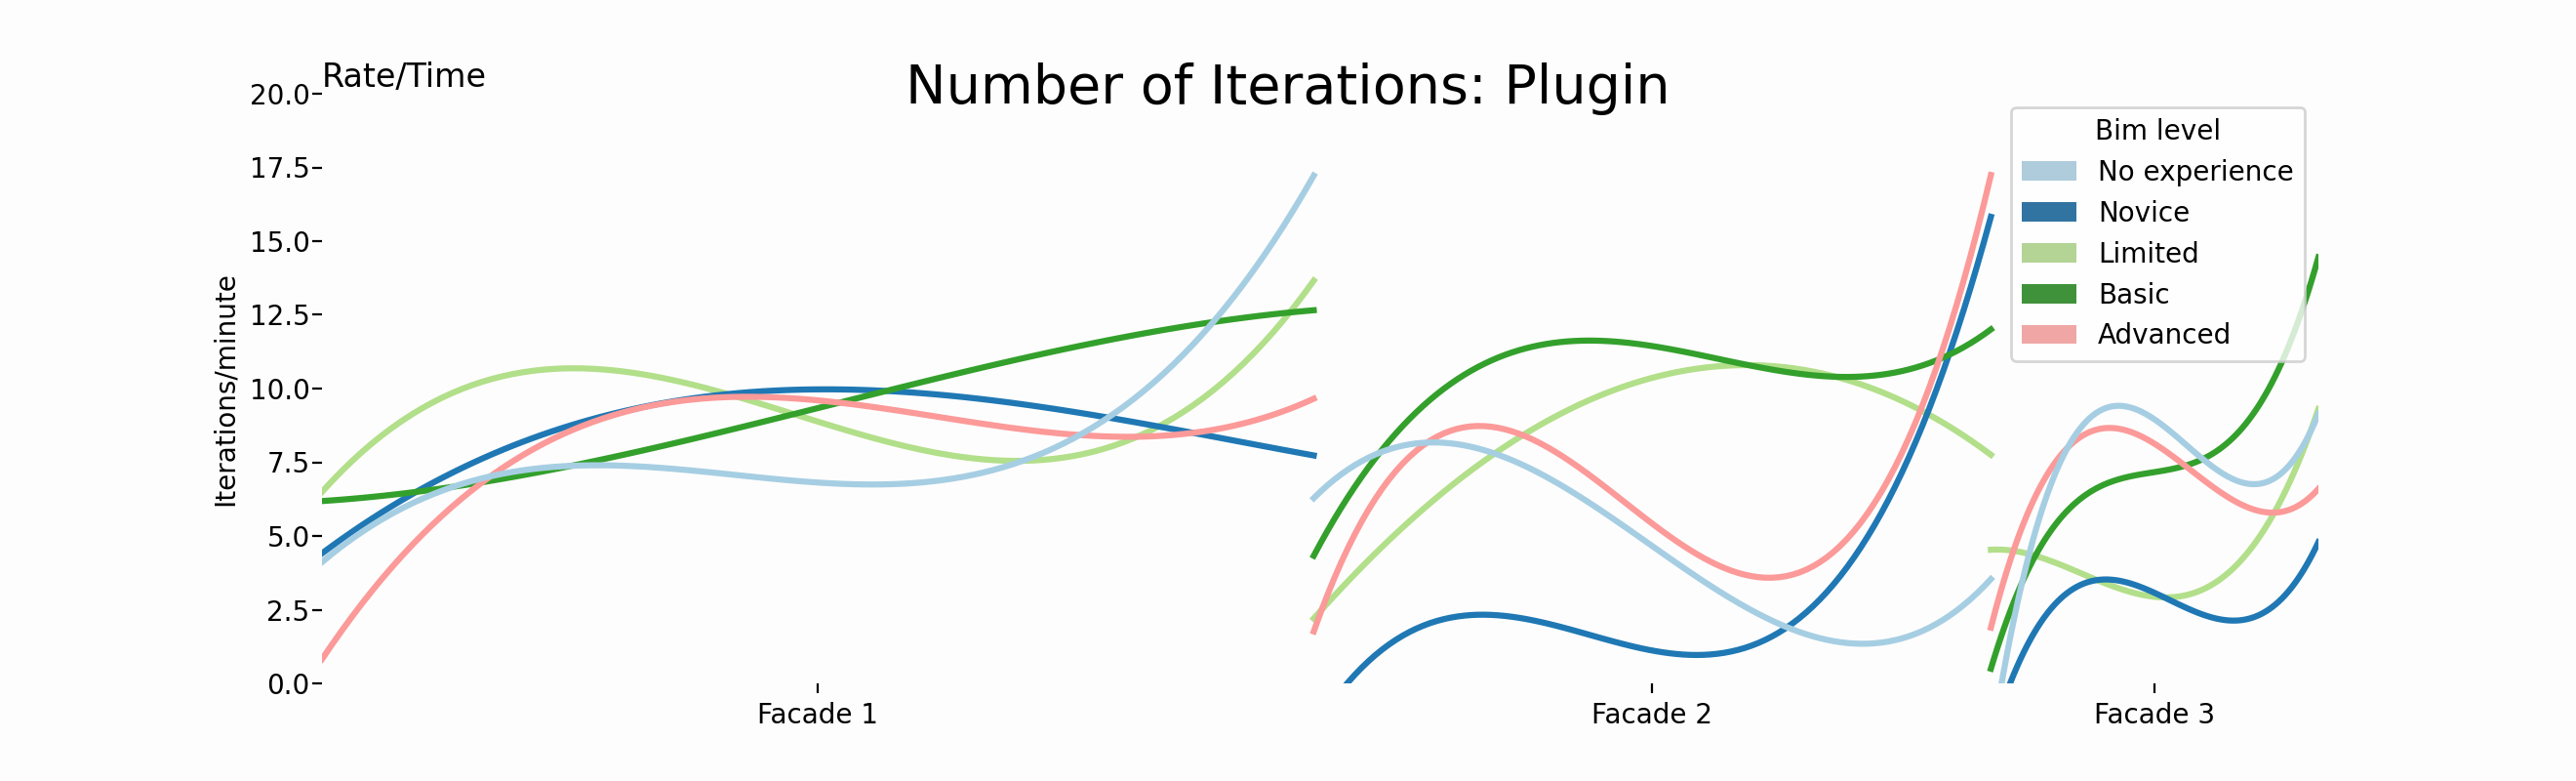 Number of Iterations: Plugin
Rate/Time
Iterations/minute
20.0
17.5
15.0
12.5
10.0
7.5
5.0
2.5
0.0
Facade 1
Facade 2
Facade 3
Bim level
No experience
Novice
Limited
Basic
Advanced